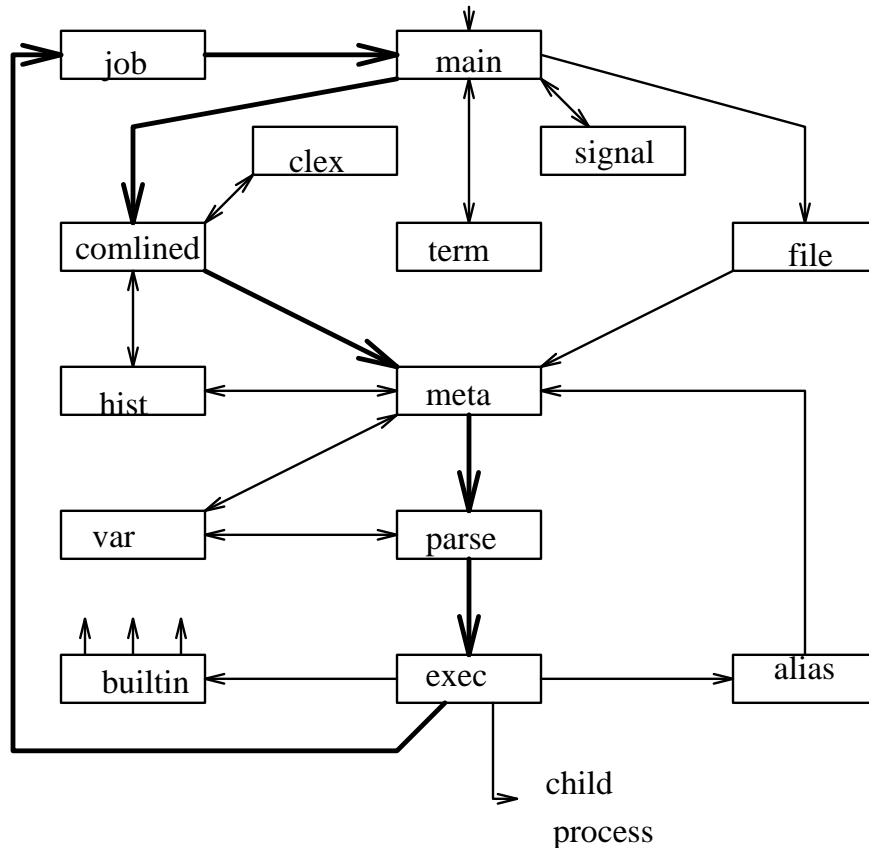 job
main
clex
signal
comlined
term
file
hist
meta
var
parse
builtin
exec
alias
child
process